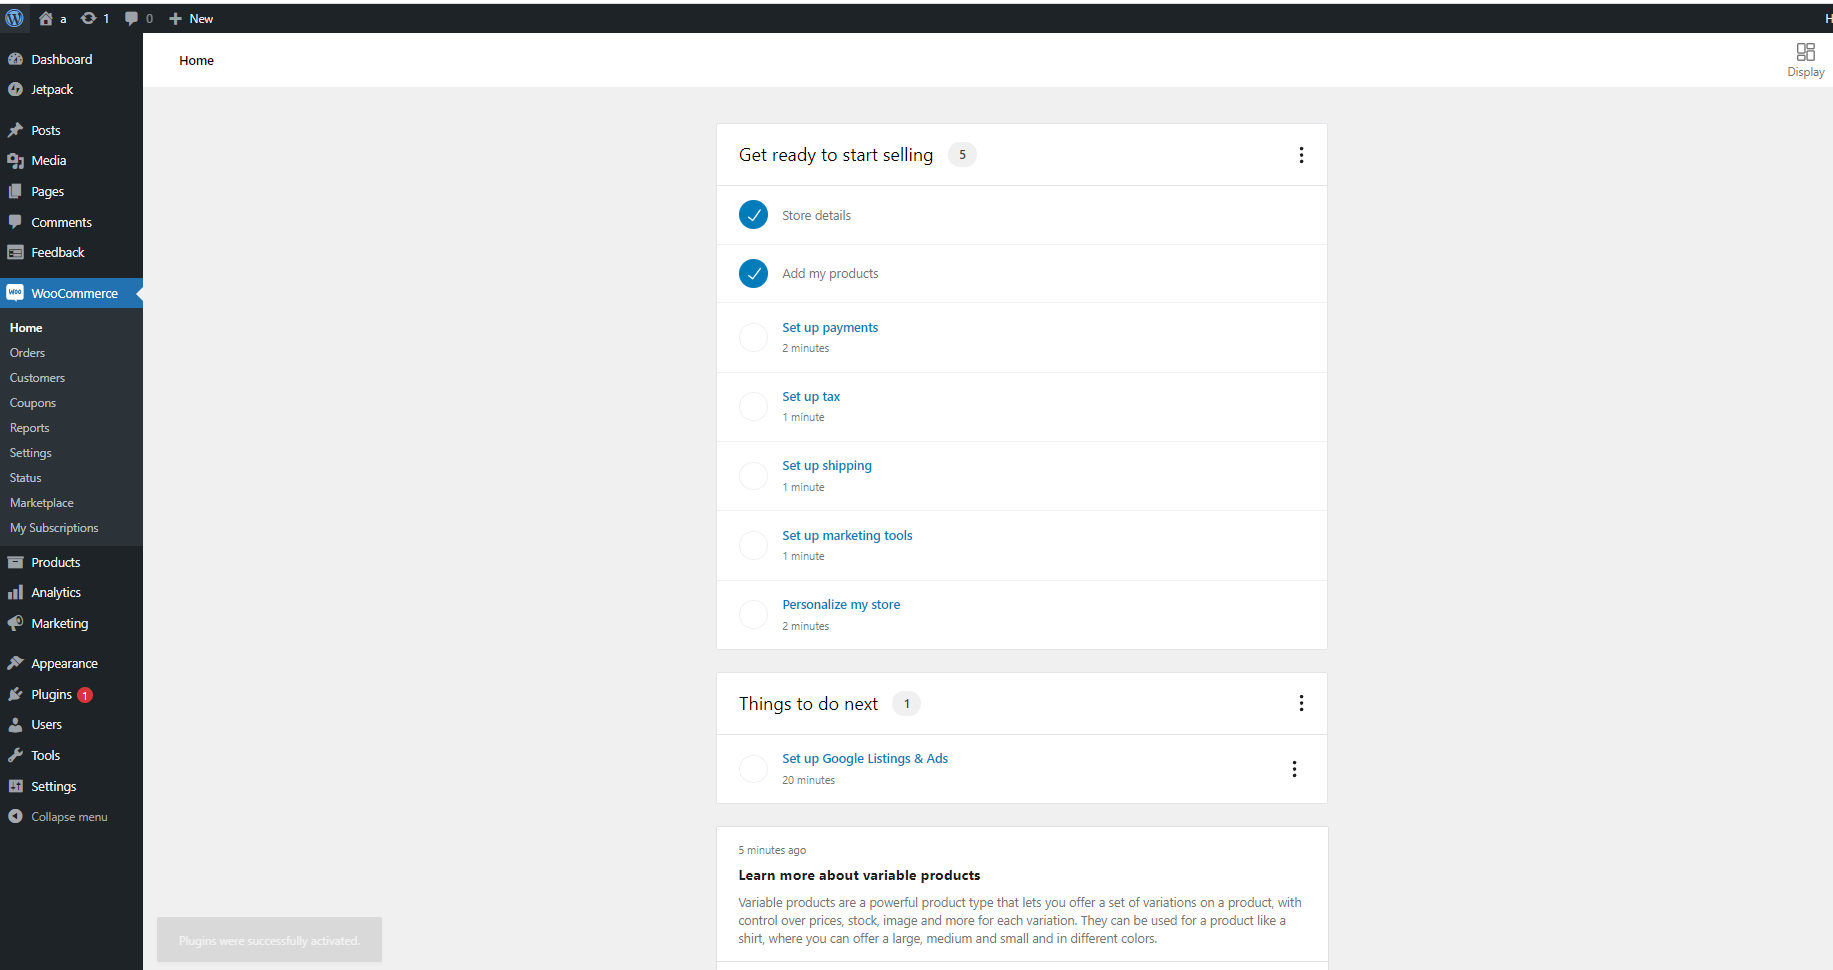 a
1
0
New
H
Dashboard
Jetpack
Posts
Media
Pages
Comments
Feedback
WOO
WooCommerce
Home
Orders
Customers
Coupons
Reports
Settings
Status
Marketplace
My Subscriptions
Products
Analytics
Marketing
Appearance
Plugins 1
Users
Tools
Settings
Collapse menu
Home
Display
Get ready to start selling 5
Store details
Add my products
Set up payments
2 minutes
Set up tax
1 minute
Set up shipping
1 minute
Set up marketing tools
1 minute
Personalize my store
2 minutes
Things to do next 1
Set up Google Listings & Ads
20 minutes
5 minutes ago
Learn more about variable products
Variable products are a powerful product type that lets you offer a set of variations on a product, with
control over prices, stock, image and more for each variation. They can be used for a product like a
shirt, where you can offer a large, medium and small and in different colors.
Plugins were successfully activated.